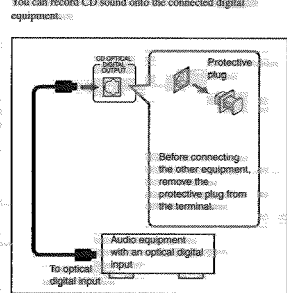 You can record CD sound onto the connected digital
equipment.
CD OPTICAL
DIGITAL
OUTPUT
Protective
plug
Before connecting
the other equipment,
remove the
protective plug from
the terminal.
Audio equipment
with an optical digital
input
To optical
digital input